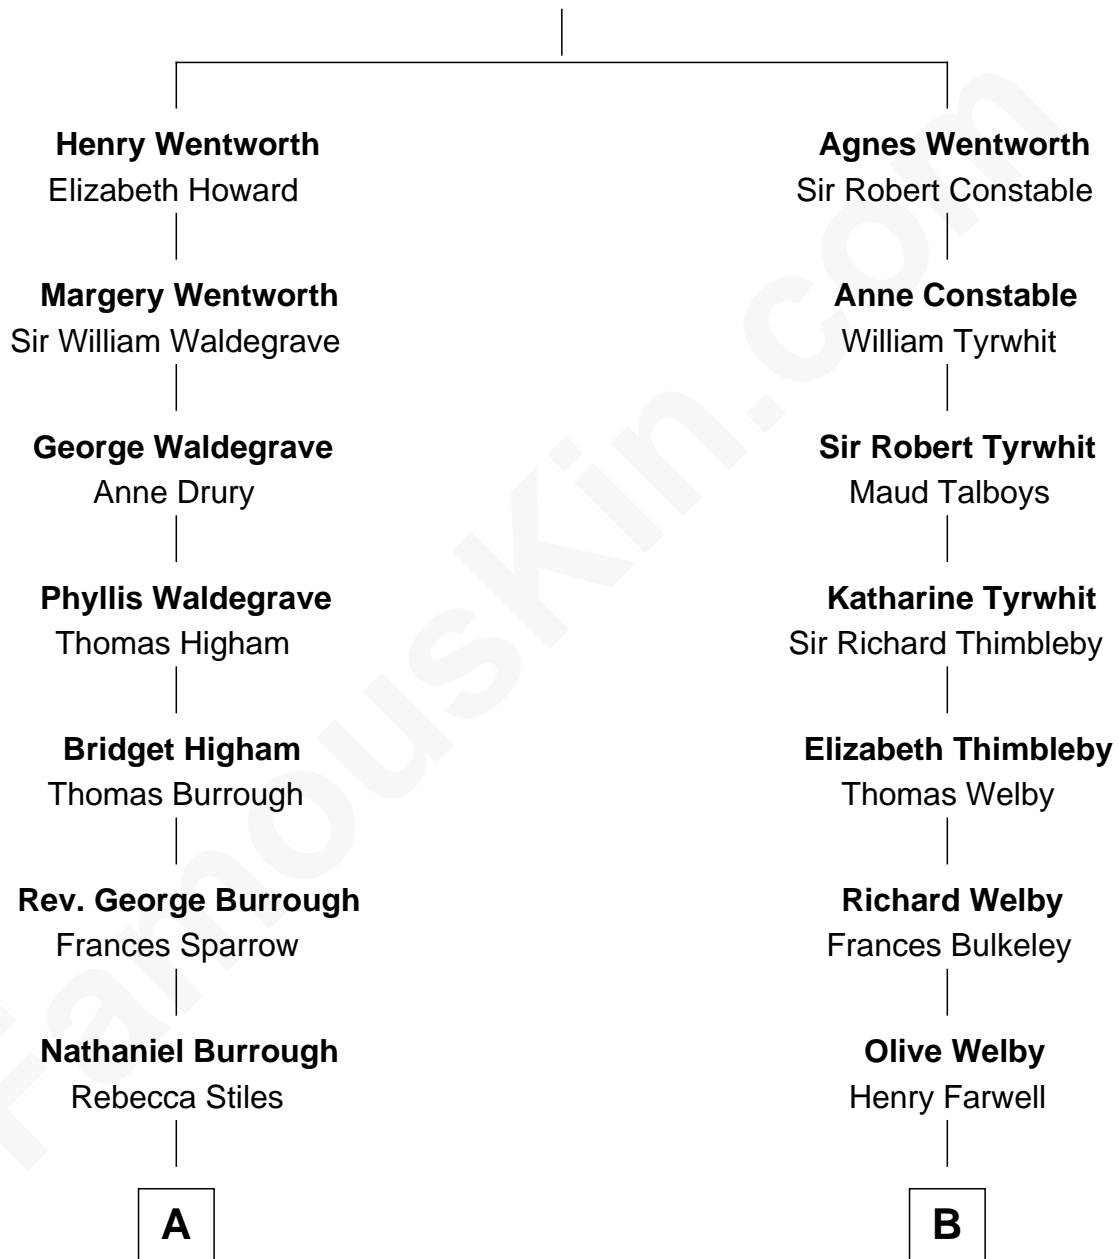 Henry Wentworth
Elizabeth Howard
Margery Wentworth
Sir William Waldegrave
George Waldegrave
Anne Drury
Phyllis Waldegrave
Thomas Higham
Bridget Higham
Thomas Burrough
Rev. George Burrough
Frances Sparrow
Nathaniel Burrough
Rebecca Stiles
A
Agnes Wentworth
Sir Robert Constable
Anne Constable
William Tyrwhit
Sir Robert Tyrwhit
Maud Talboys
Katharine Tyrwhit
Sir Richard Thimbleby
Elizabeth Thimbleby
Thomas Welby
Richard Welby
Frances Bulkeley
Olive Welby
Henry Farwell
B
FamousKin.com